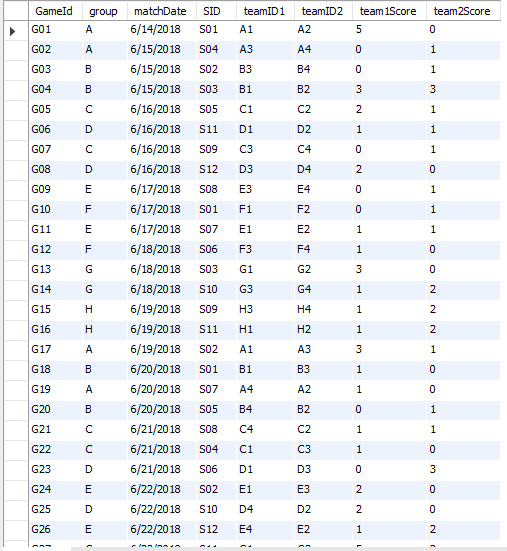 GameId group matchDate SID teamID1 teamID2 team1Score team2Score
G01 A 6/14/2018 S01 A1 A2 5 0
G02 A 6/15/2018 S04 A3 A4 0 1
G03 B 6/15/2018 S02 B3 B4 0 1
G04 B 6/15/2018 S03 B1 B2 3 3
G05 C 6/16/2018 S05 C1 C2 2 1
G06 D 6/16/2018 S11 D1 D2 1 1
G07 C 6/16/2018 S09 C3 C4 0 1
G08 D 6/16/2018 S12 D3 D4 2 0
G09 E 6/17/2018 S08 E3 E4 0 1
G10 F 6/17/2018 S01 F1 F2 0 1
G11 E 6/17/2018 S07 E1 E2 1 1
G12 F 6/18/2018 S06 F3 F4 1 0
G13 G 6/18/2018 S03 G1 G2 3 0
G14 G 6/18/2018 S10 G3 G4 1 2
G15 H 6/19/2018 S09 H3 H4 1 2
G16 H 6/19/2018 S11 H1 H2 1 2
G17 A 6/19/2018 S02 A1 A3 3 1
G18 B 6/20/2018 S01 B1 B3 1 0
G19 A 6/20/2018 S07 A4 A2 1 0
G20 B 6/20/2018 S05 B4 B2 0 1
G21 C 6/21/2018 S08 C4 C2 1 1
G22 C 6/21/2018 S04 C1 C3 1 0
G23 D 6/21/2018 S06 D1 D3 0 3
G24 E 6/22/2018 S02 E1 E3 2 0
G25 D 6/22/2018 S10 D4 D2 2 0
G26 E 6/22/2018 S12 E4 E2 1 2